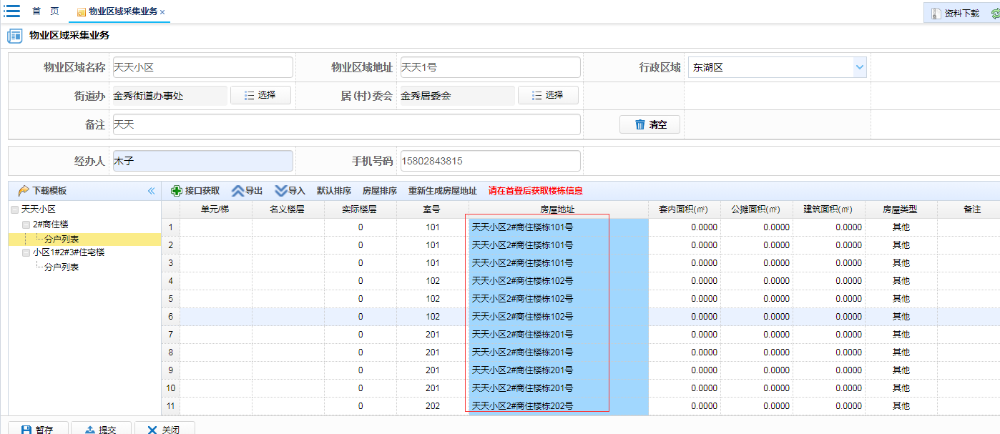 首 页 物业区域采集业务 × 资料下载
物业区域采集业务
物业区域名称 天天小区 物业区域地址 天天1号 行政区域 东湖区
街道办 金秀街道办事处 选择 居(村)委会 金秀居委会 选择
备注 天天 清空
经办人 木子 手机号码 15802843815
下载模板 « 接口获取 导出 导入 默认排序 房屋排序 重新生成房屋地址 请在首登后获取楼栋信息
天天小区
2#商住楼
分户列表
小区1#2#3#住宅楼
分户列表
单元/梯 名义楼层 实际楼层 室号 房屋地址 套内面积(㎡) 公摊面积(㎡) 建筑面积(㎡) 房屋类型 备注
1 0 101 天天小区2#商住楼栋101号 0.0000 0.0000 0.0000 其他
2 0 101 天天小区2#商住楼栋101号 0.0000 0.0000 0.0000 其他
3 0 101 天天小区2#商住楼栋101号 0.0000 0.0000 0.0000 其他
4 0 102 天天小区2#商住楼栋102号 0.0000 0.0000 0.0000 其他
5 0 102 天天小区2#商住楼栋102号 0.0000 0.0000 0.0000 其他
6 0 102 天天小区2#商住楼栋102号 0.0000 0.0000 0.0000 其他
7 0 201 天天小区2#商住楼栋201号 0.0000 0.0000 0.0000 其他
8 0 201 天天小区2#商住楼栋201号 0.0000 0.0000 0.0000 其他
9 0 201 天天小区2#商住楼栋201号 0.0000 0.0000 0.0000 其他
10 0 201 天天小区2#商住楼栋201号 0.0000 0.0000 0.0000 其他
11 0 202 天天小区2#商住楼栋202号 0.0000 0.0000 0.0000 其他
暂存 提交 关闭